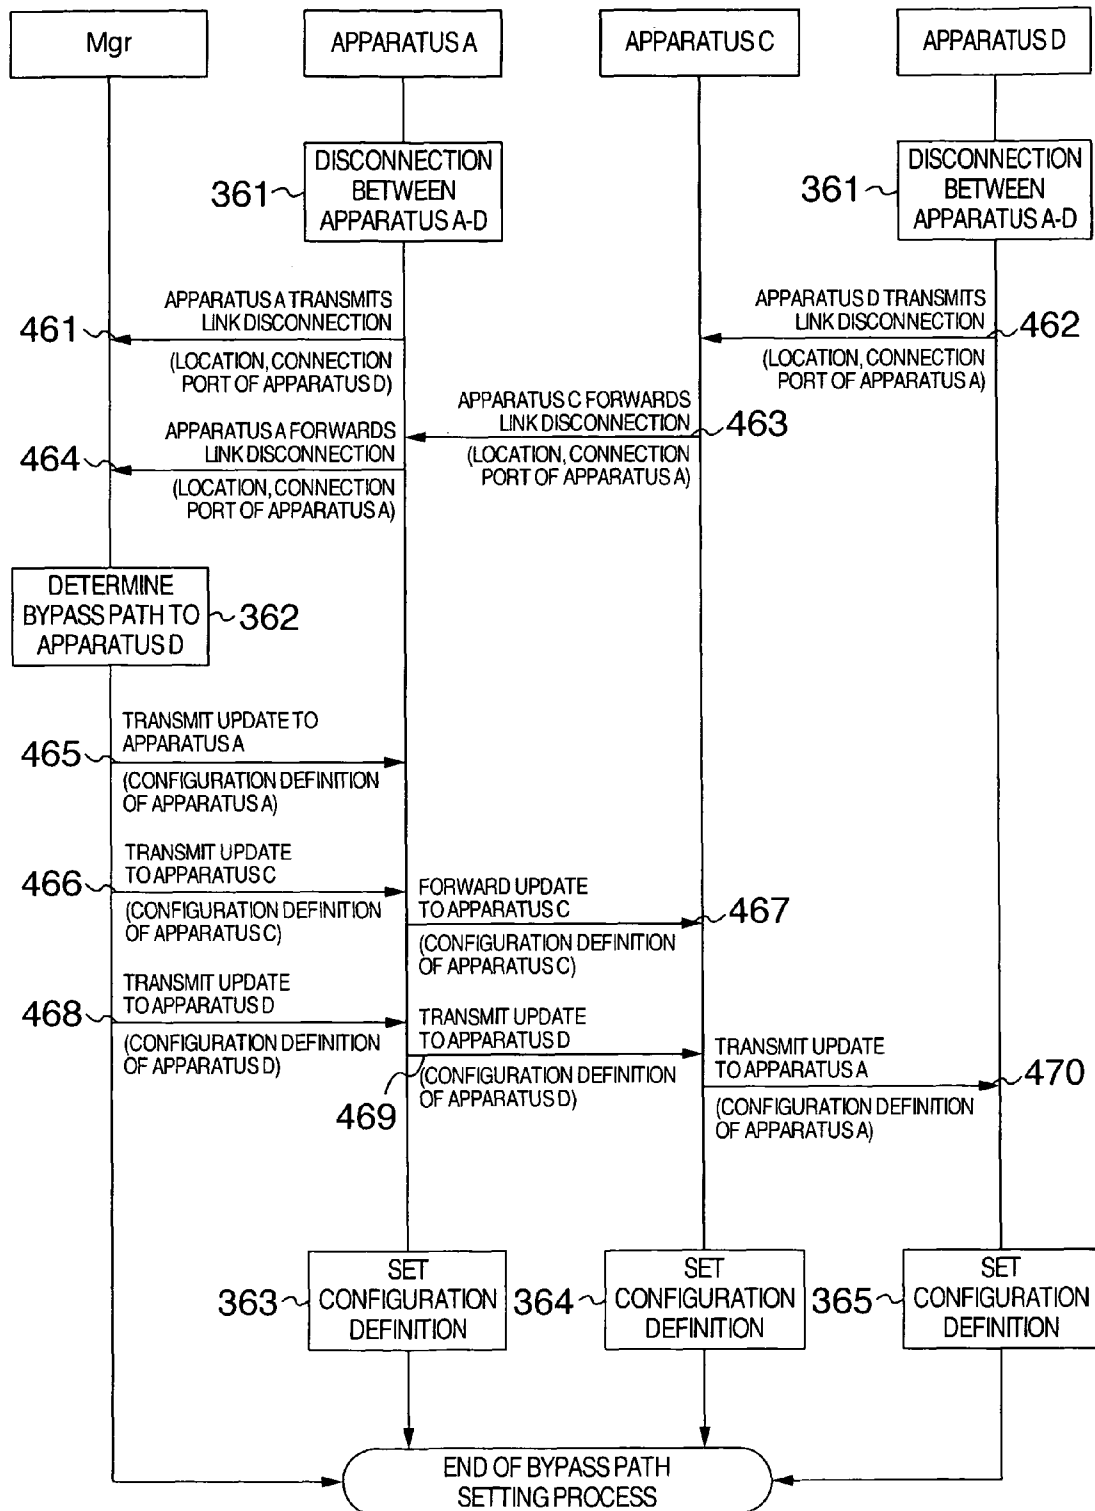 Mgr
APPARATUS A
APPARATUS C
APPARATUS D
DISCONNECTION
BETWEEN
APPARATUS A-D
361
DISCONNECTION
BETWEEN
APPARATUS A-D
361
APPARATUS A TRANSMITS
LINK DISCONNECTION
461
(LOCATION, CONNECTION
PORT OF APPARATUS D)
APPARATUS D TRANSMITS
LINK DISCONNECTION
462
(LOCATION, CONNECTION
PORT OF APPARATUS A)
APPARATUS C FORWARDS
LINK DISCONNECTION
463
(LOCATION, CONNECTION
PORT OF APPARATUS A)
APPARATUS A FORWARDS
LINK DISCONNECTION
464
(LOCATION, CONNECTION
PORT OF APPARATUS A)
DETERMINE
BYPASS PATH TO
APPARATUS D
362
TRANSMIT UPDATE TO
APPARATUS A
465
(CONFIGURATION DEFINITION
OF APPARATUS A)
TRANSMIT UPDATE
TO APPARATUS C
466
(CONFIGURATION DEFINITION
OF APPARATUS C)
FORWARD UPDATE
TO APPARATUS C
467
(CONFIGURATION DEFINITION
OF APPARATUS C)
TRANSMIT UPDATE
TO APPARATUS D
468
(CONFIGURATION DEFINITION
OF APPARATUS D)
TRANSMIT UPDATE
TO APPARATUS D
469
(CONFIGURATION DEFINITION
OF APPARATUS D)
TRANSMIT UPDATE
TO APPARATUS A
470
(CONFIGURATION DEFINITION
OF APPARATUS A)
363
SET
CONFIGURATION
DEFINITION
364
SET
CONFIGURATION
DEFINITION
365
SET
CONFIGURATION
DEFINITION
END OF BYPASS PATH
SETTING PROCESS